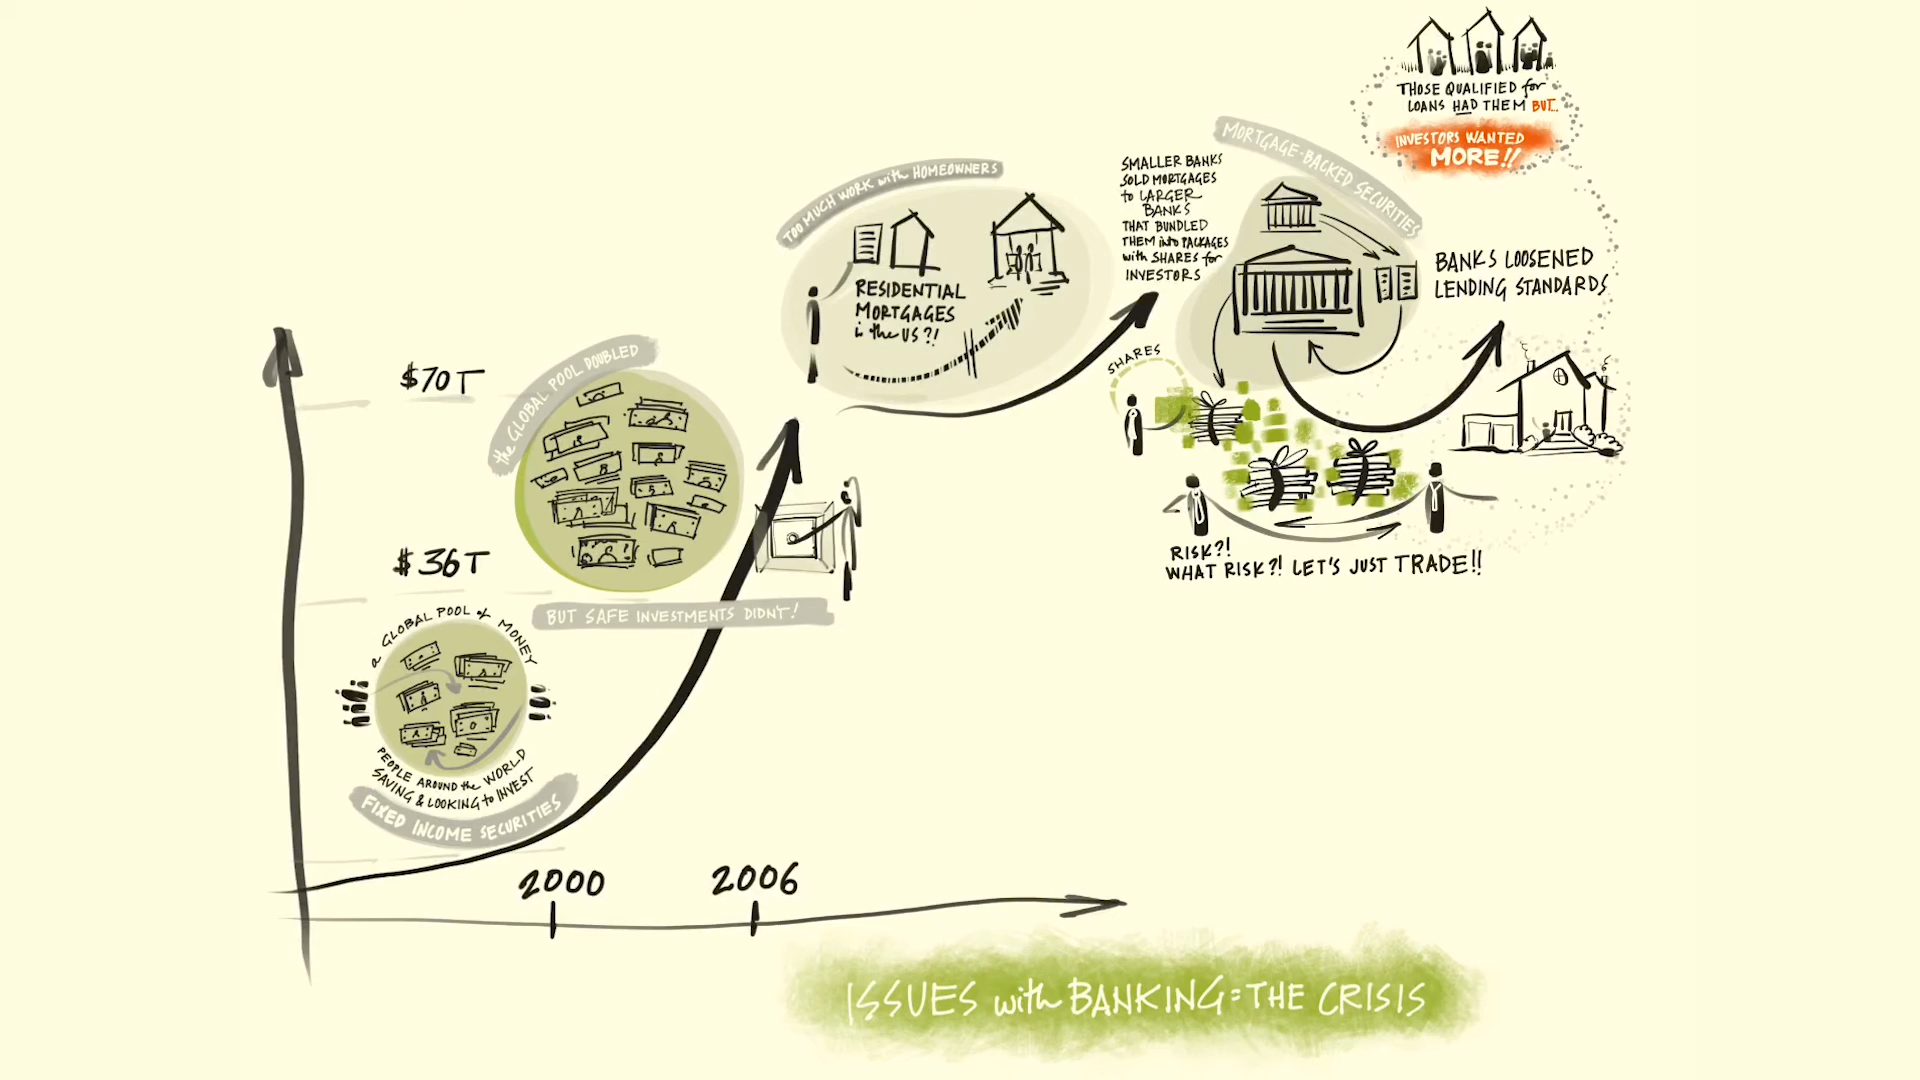 $70T
$36T
a GLOBAL POOL of MONEY
PEOPLE AROUND the WORLD
SAVING & LOOKING to INVEST
FIXED INCOME SECURITIES
the GLOBAL POOL DOUBLED
BUT SAFE INVESTMENTS DIDN'T!
2000
2006
TOO MUCH WORK with HOMEOWNERS
RESIDENTIAL
MORTGAGES
in the US?!
SMALLER BANKS
SOLD MORTGAGES
to LARGER
BANKS
THAT BUNDLED
THEM into PACKAGES
with SHARES for
INVESTORS
MORTGAGE-BACKED SECURITIES
SHARES
RISK?!
WHAT RISK?! LET'S JUST TRADE!!
BANKS LOOSENED
LENDING STANDARDS
THOSE QUALIFIED for
LOANS HAD THEM BUT...
INVESTORS WANTED
MORE!!
ISSUES with BANKING = THE CRISIS